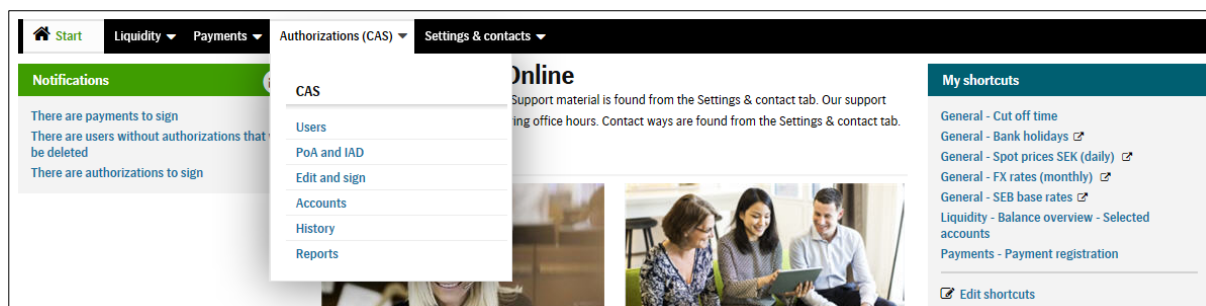 Start
Liquidity
Payments
Authorizations (CAS)
Settings & contacts
Notifications
There are payments to sign
There are users without authorizations that
be deleted
There are authorizations to sign
CAS
Users
PoA and IAD
Edit and sign
Accounts
History
Reports
Online
Support material is found from the Settings & contact tab. Our support
office hours. Contact ways are found from the Settings & contact tab.
My shortcuts
General - Cut off time
General - Bank holidays
General - Spot prices SEK (daily)
General - FX rates (monthly)
General - SEB base rates
Liquidity - Balance overview - Selected
accounts
Payments - Payment registration
Edit shortcuts